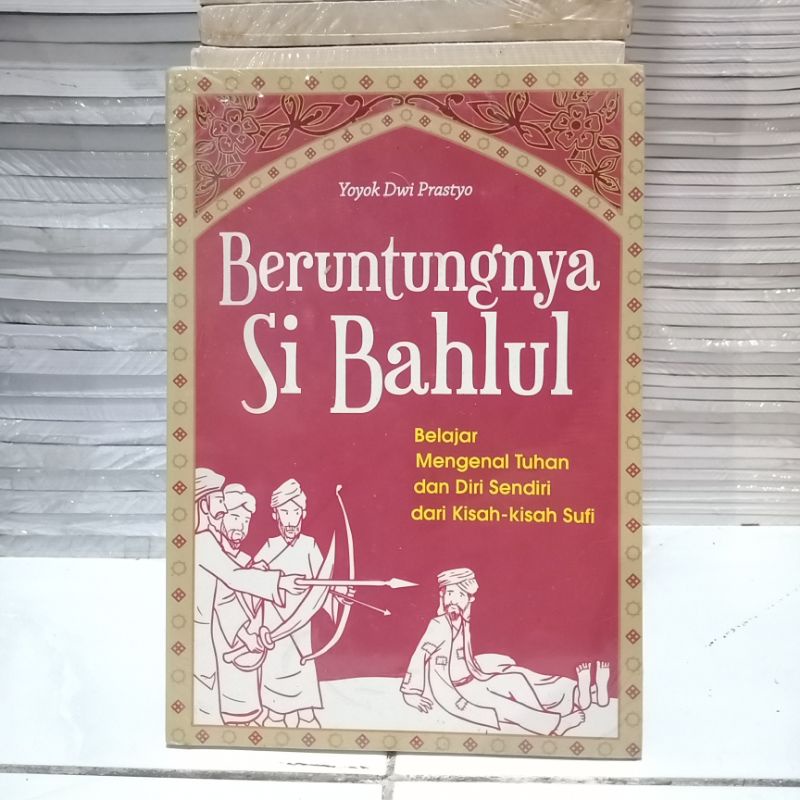 Yoyok Dwi Prastyo
Beruntungnya
Si Bahlul
Belajar
Mengenal Tuhan
dan Diri Sendiri
dari Kisah-kisah Sufi